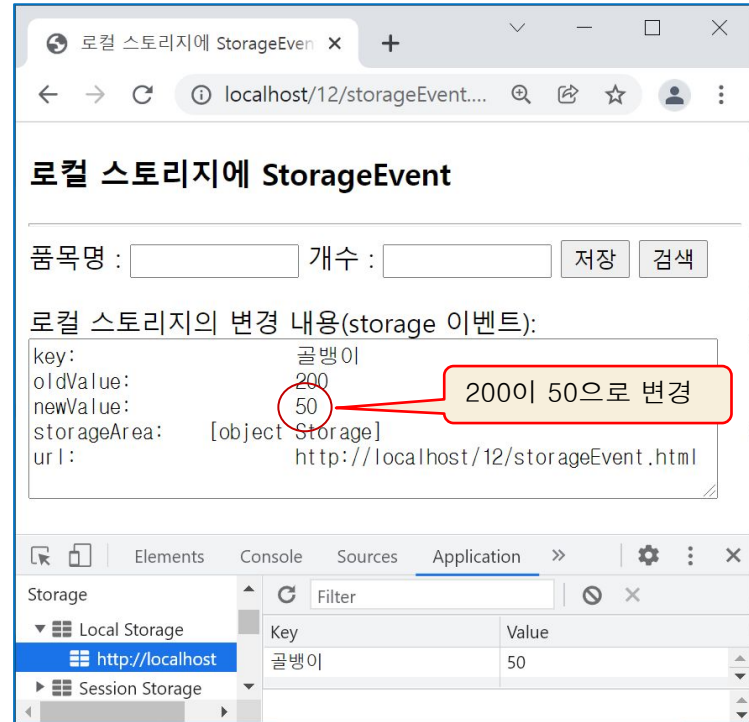 로컬 스토리지에 StorageEven
localhost/12/storageEvent....
로컬 스토리지에 StorageEvent
품목명 : 개수 : 저장 검색
로컬 스토리지의 변경 내용(storage 이벤트):
key: 골뱅이
oldValue: 200
newValue: 50
storageArea: [object Storage]
url: http://localhost/12/storageEvent.html
200이 50으로 변경
Elements Console Sources Application »
Storage Filter
Local Storage Key Value
http://localhost 골뱅이 50
Session Storage